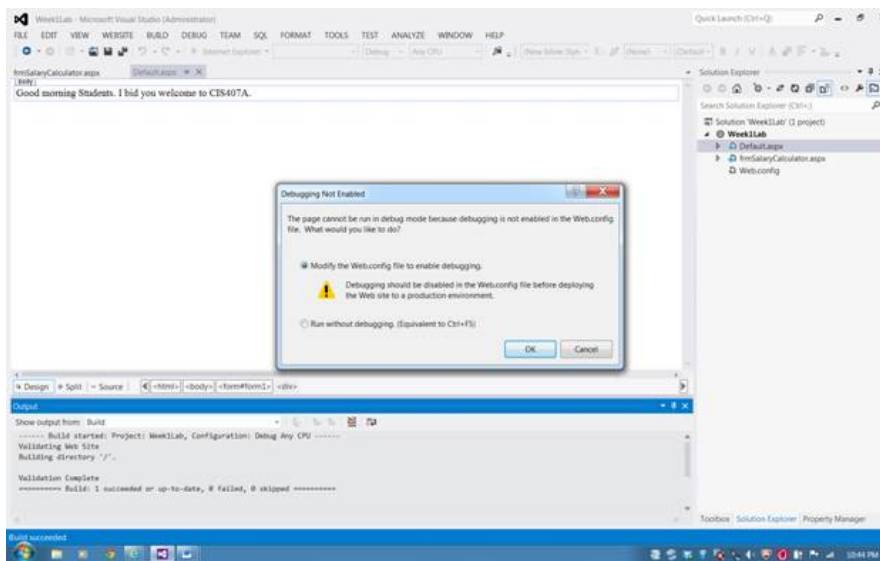 Week1Lab - Microsoft Visual Studio (Administrator)
Quick Launch (Ctrl+Q)
FILE EDIT VIEW WEBSITE BUILD DEBUG TEAM SQL FORMAT TOOLS TEST ANALYZE WINDOW HELP
Internet Explorer Debug Any CPU (New Inline Style (None) (Default
frmSalaryCalculator.aspx Default.aspx
body
Good morning Students. I bid you welcome to CIS407A.
Solution Explorer
Search Solution Explorer (Ctrl+;)
Solution 'Week1Lab' (1 project)
Week1Lab
Default.aspx
frmSalaryCalculator.aspx
Web.config
Debugging Not Enabled
The page cannot be run in debug mode because debugging is not enabled in the Web.config
file. What would you like to do?
Modify the Web.config file to enable debugging.
Debugging should be disabled in the Web.config file before deploying
the Web site to a production environment.
Run without debugging. (Equivalent to Ctrl+F5)
OK Cancel
Design Split Source <html> <body> <form#form1> <div>
Output
Show output from: Build
------ Build started: Project: Week1Lab, Configuration: Debug Any CPU ------
Validating Web Site
Building directory '/'.
Validation Complete
========== Build: 1 succeeded or up-to-date, 0 failed, 0 skipped ==========
Toolbox Solution Explorer Property Manager
Build succeeded
10:44 PM